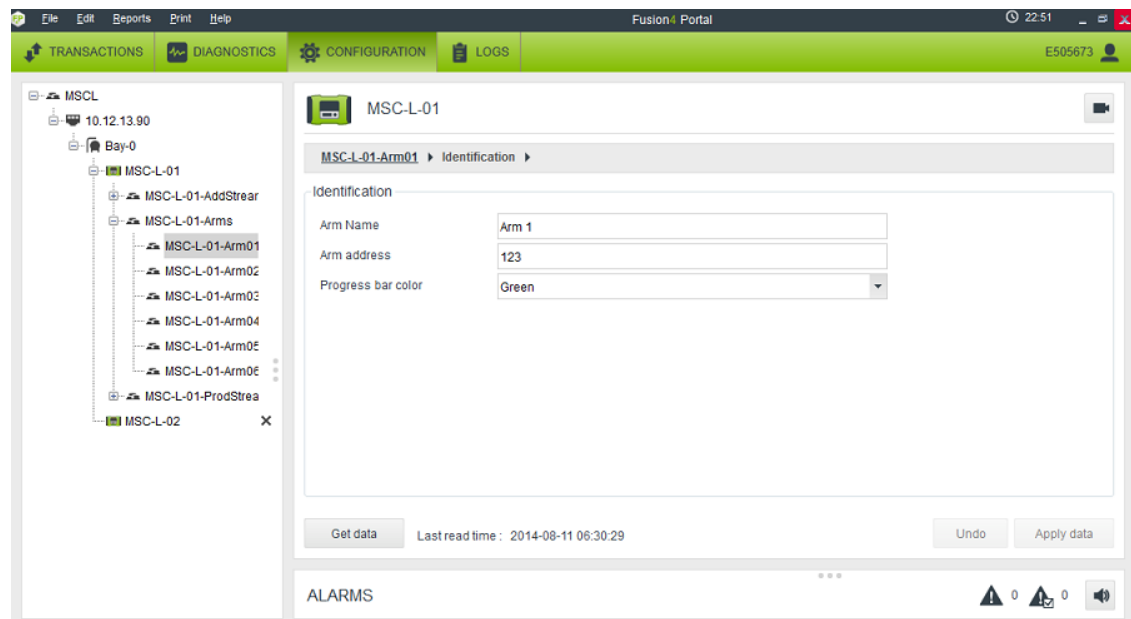 FP File Edit Reports Print Help Fusion4 Portal 22:51
TRANSACTIONS DIAGNOSTICS CONFIGURATION LOGS E505673
MSCL
10.12.13.90
Bay-0
MSC-L-01
MSC-L-01-AddStrear
MSC-L-01-Arms
MSC-L-01-Arm01
MSC-L-01-Arm02
MSC-L-01-Arm03
MSC-L-01-Arm04
MSC-L-01-Arm05
MSC-L-01-Arm06
MSC-L-01-ProdStrea
MSC-L-02
MSC-L-01
MSC-L-01-Arm01 Identification
Identification
Arm Name Arm 1
Arm address 123
Progress bar color Green
Get data Last read time : 2014-08-11 06:30:29 Undo Apply data
ALARMS 0 0